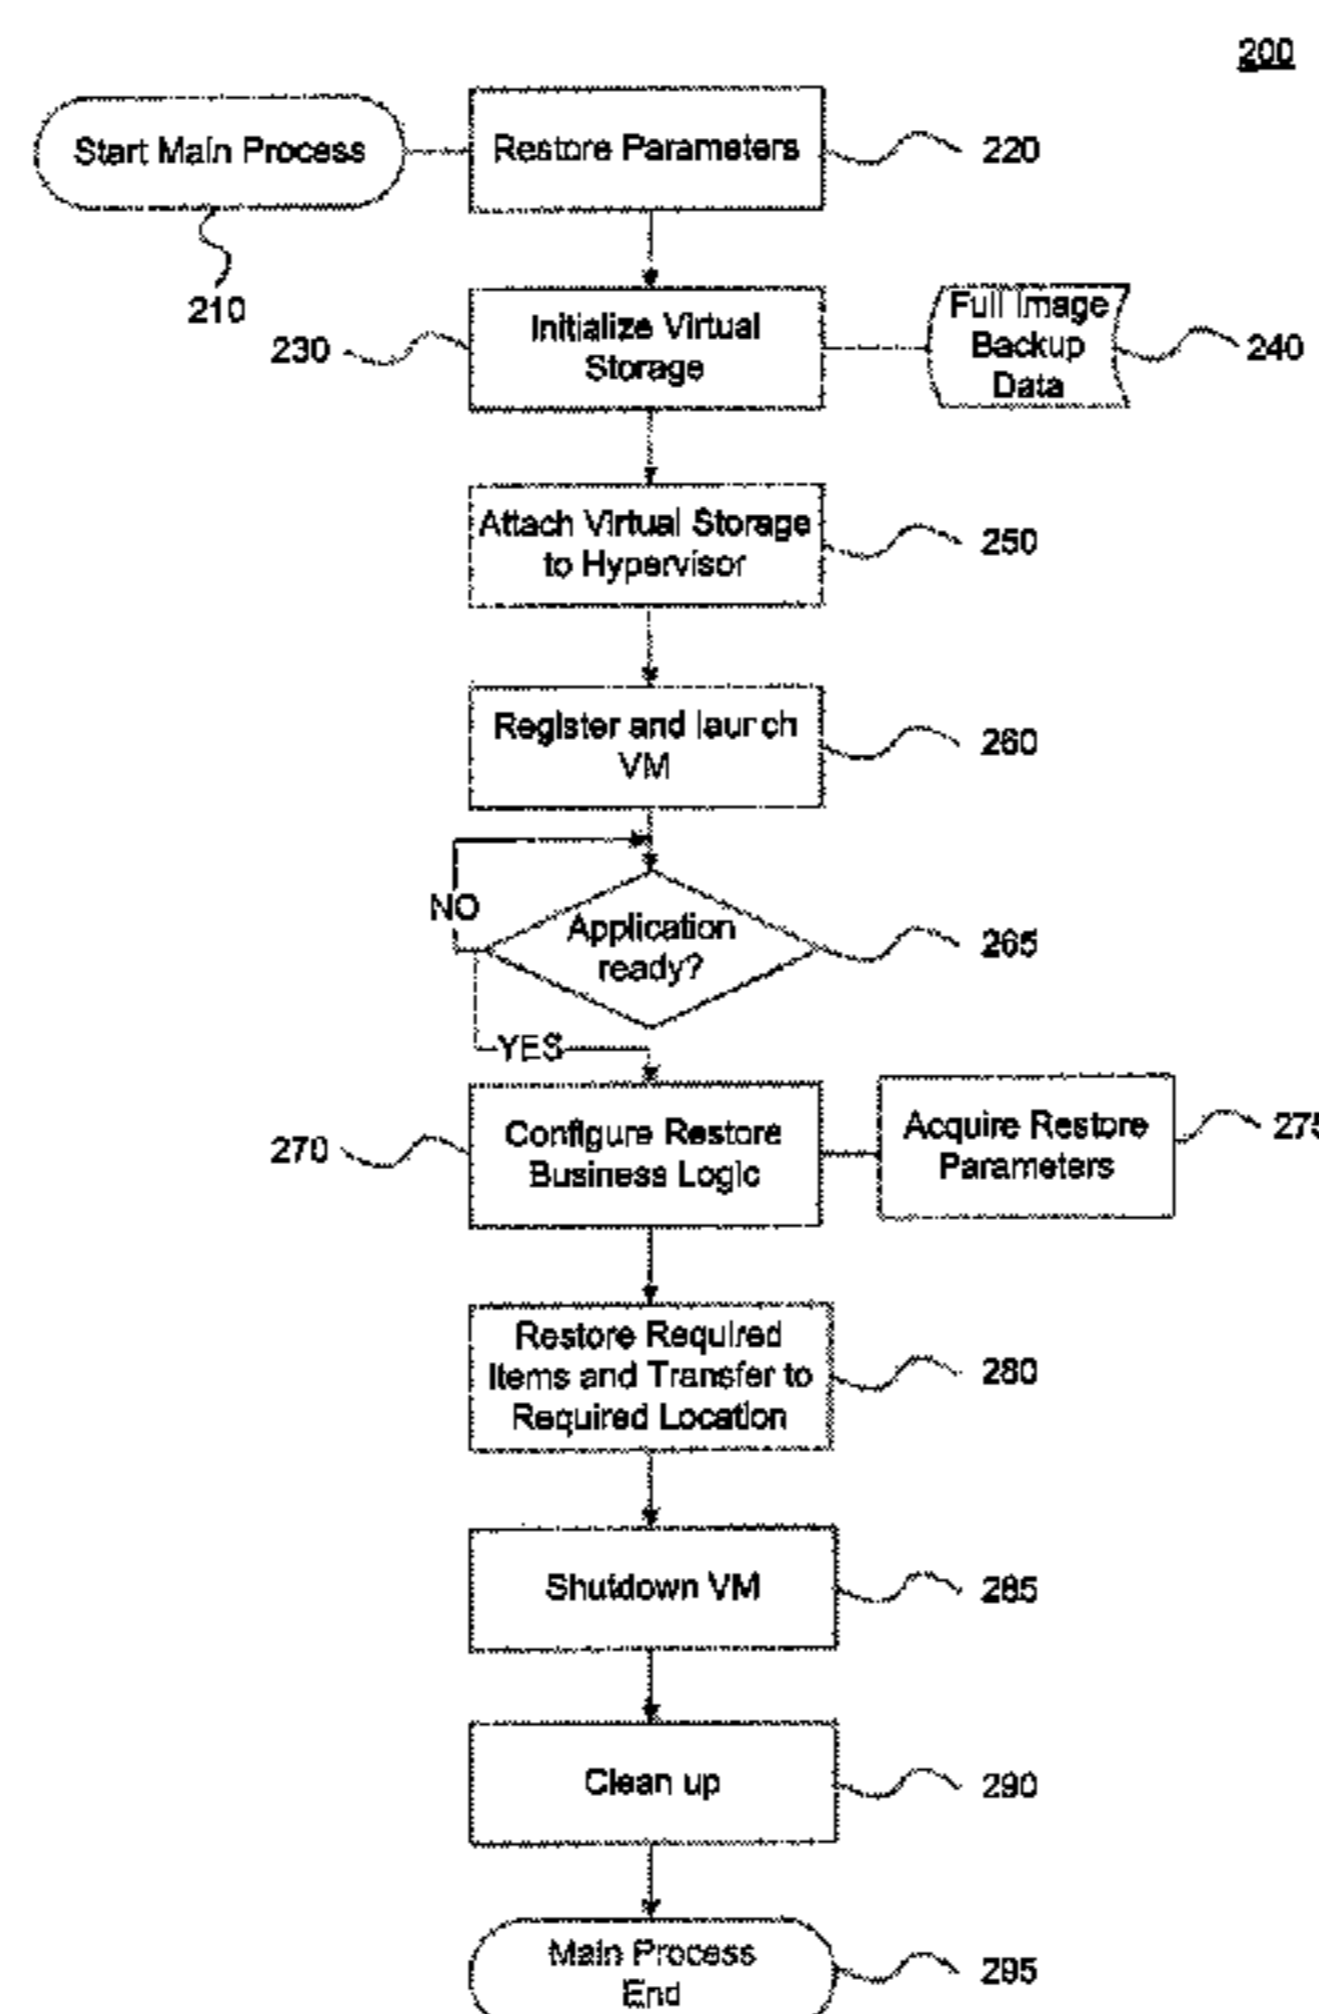 200
Start Main Process
Restore Parameters
220
210
Initialize Virtual
Storage
230
Full Image
Backup
Data
240
Attach Virtual Storage
to Hypervisor
250
Register and launch
VM
260
NO
Application
ready?
265
YES
Configure Restore
Business Logic
270
Acquire Restore
Parameters
275
Restore Required
Items and Transfer to
Required Location
280
Shutdown VM
285
Clean up
290
Main Process
End
295